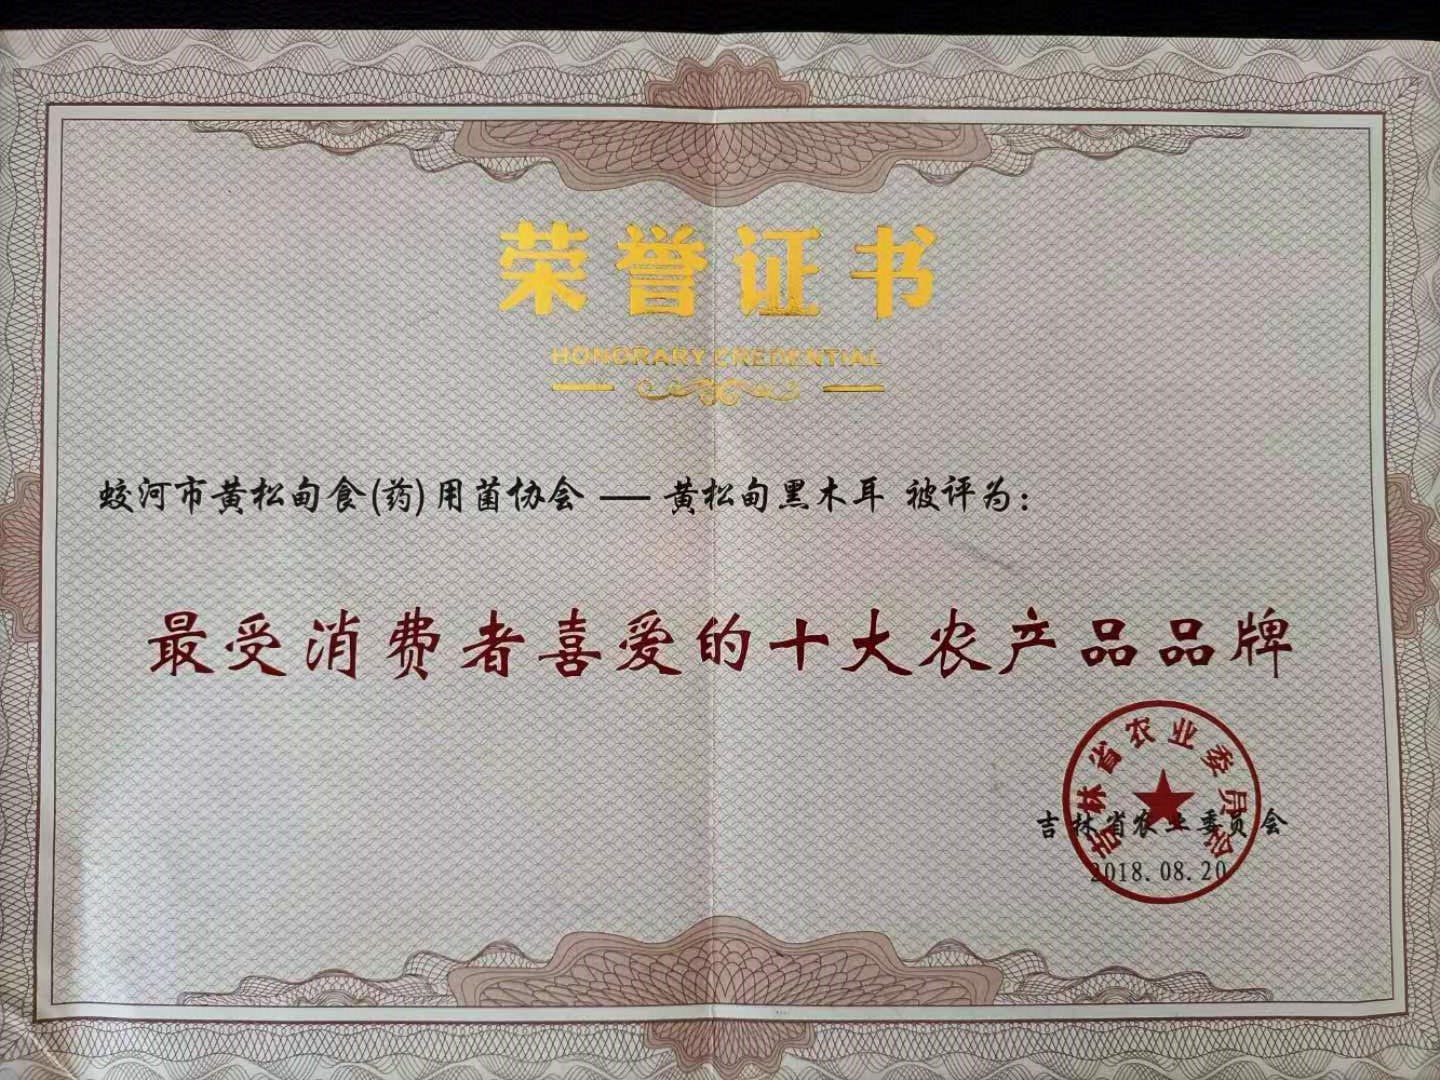 荣誉证书
HONORARY CREDENTIAL
蛟河市黄松甸食(药)用菌协会 — 黄松甸黑木耳 被评为：
最受消费者喜爱的十大农产品品牌
吉林省农业委员会
吉林省农业委员会
2018.08.20